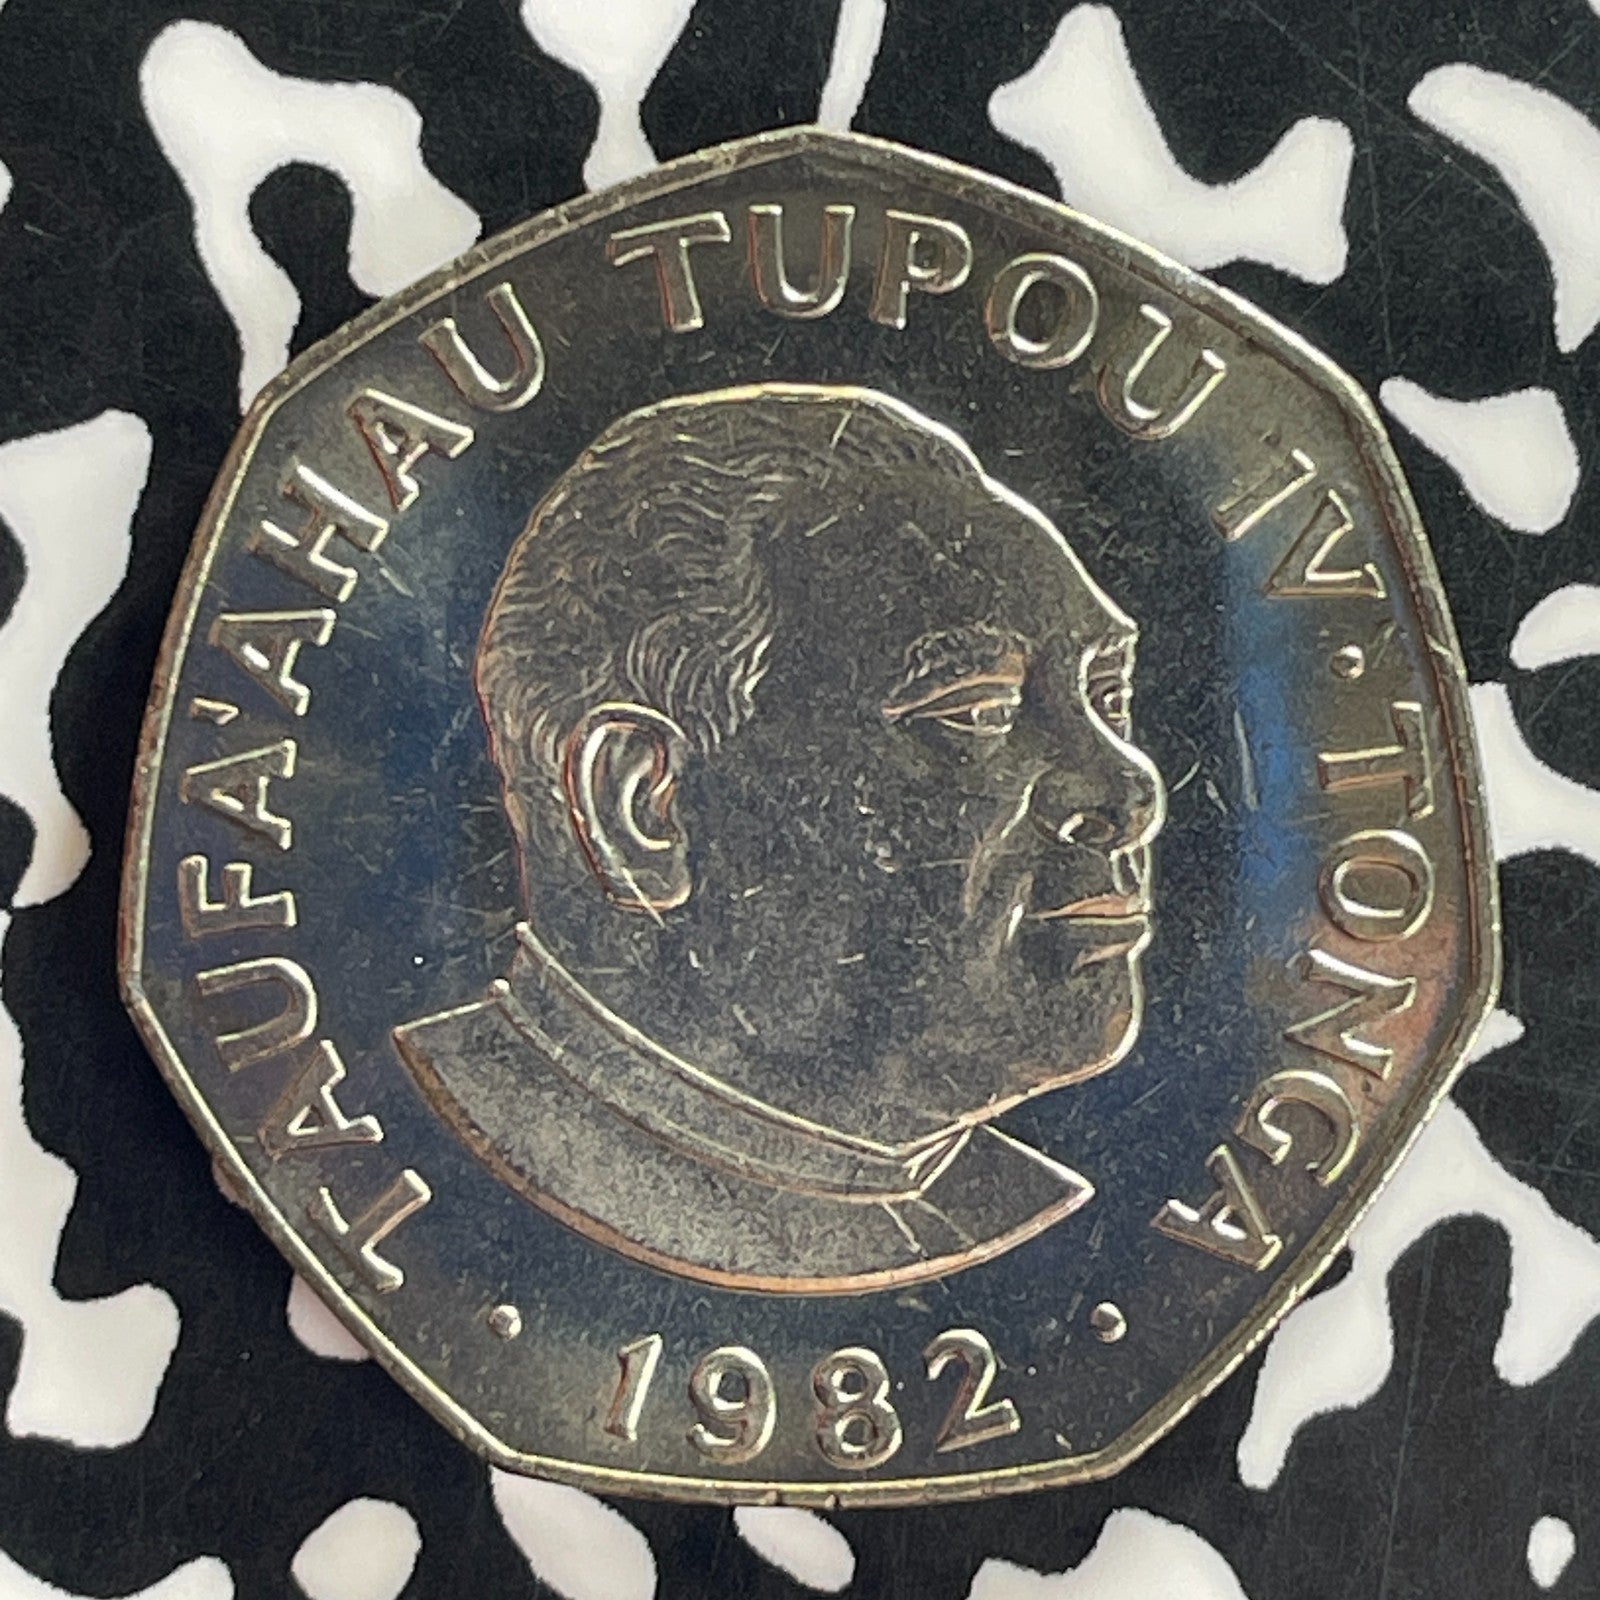 TAUFA'AHAU TUPOU IV · TONGA
· 1982 ·